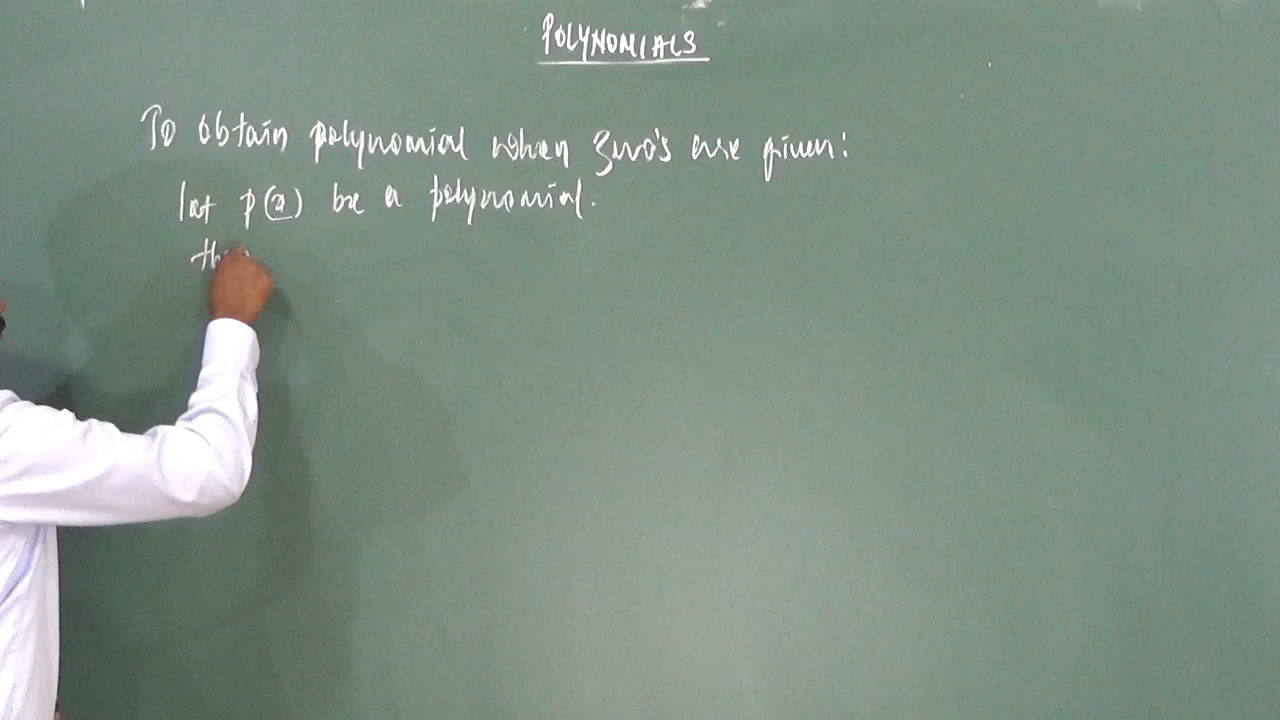 POLYNOMIALS
To obtain polynomial when zero's are given:
let p(x) be a polynomial.